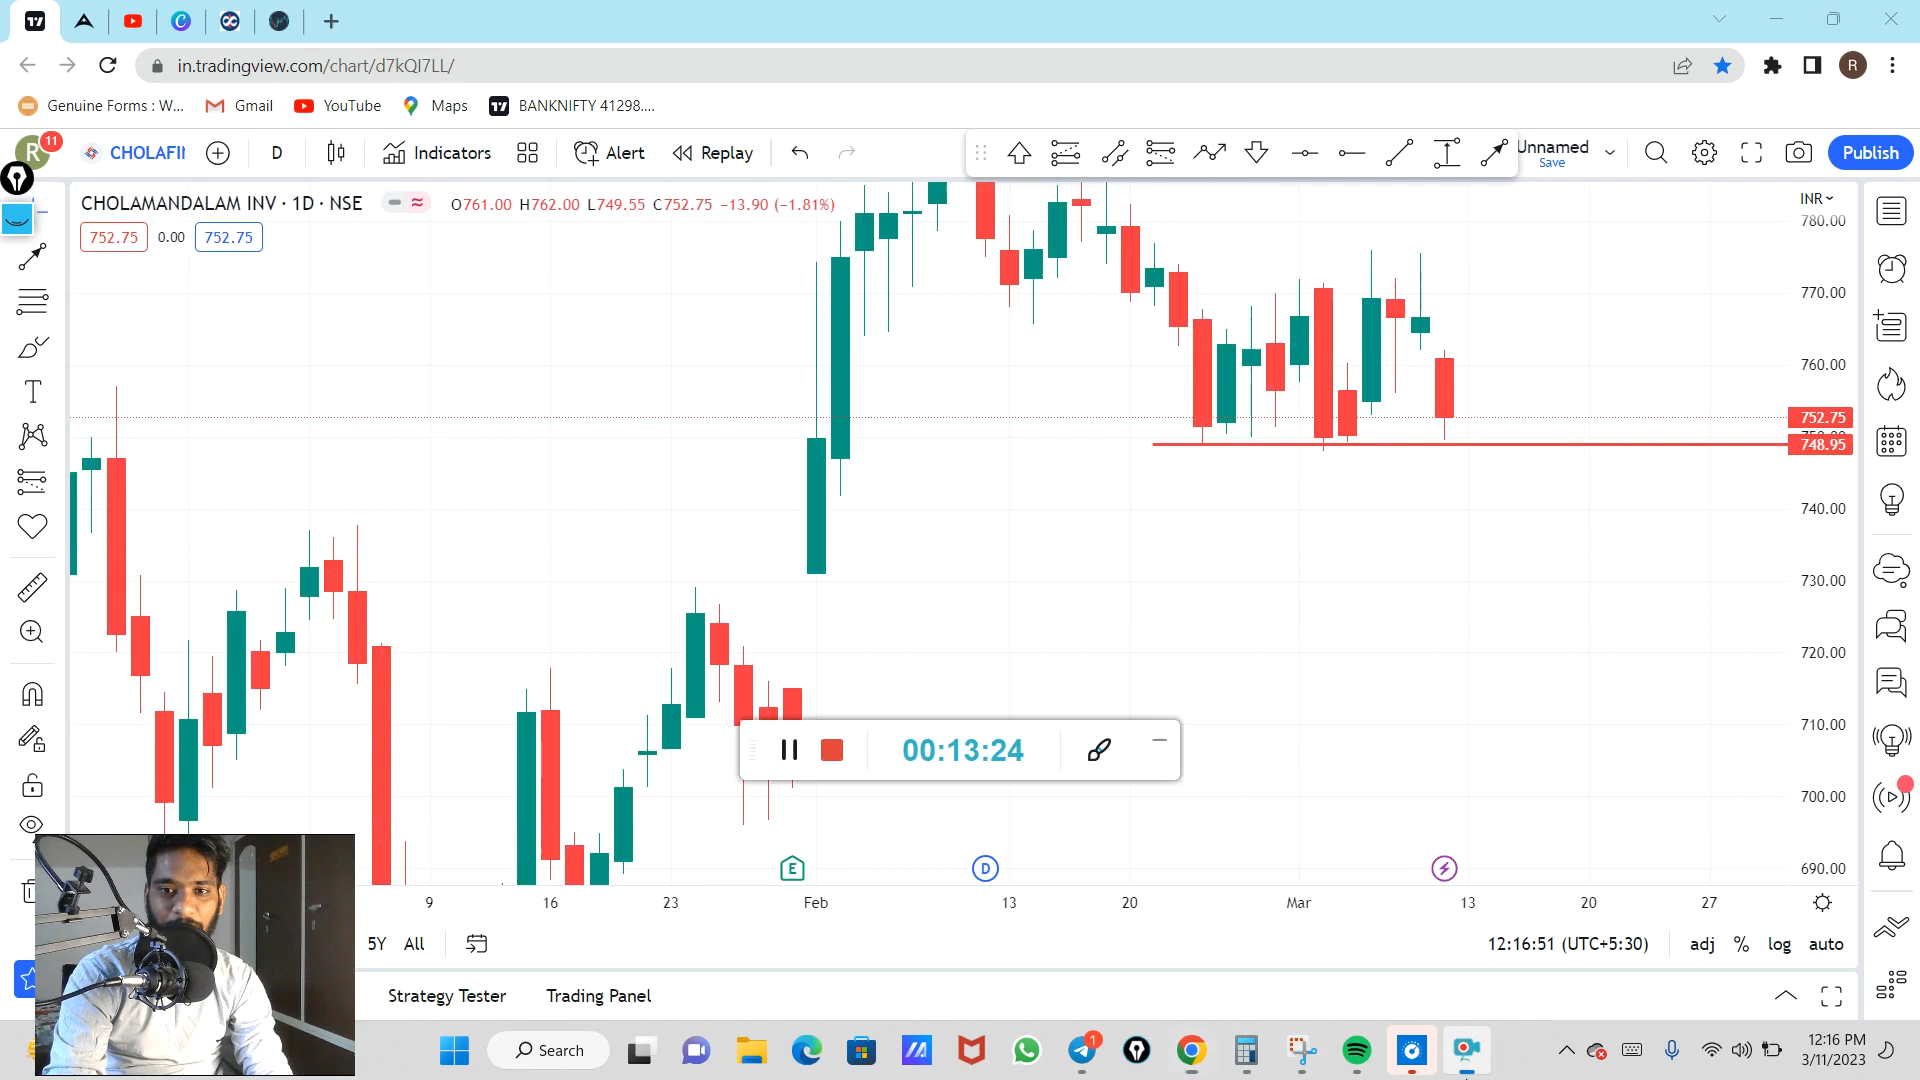 in.tradingview.com/chart/d7kQI7LL/
R
Genuine Forms : W...
Gmail
YouTube
Maps
BANKNIFTY 41298....
R
11
CHOLAFII
D
Indicators
Alert
Replay
Unnamed
Save
Publish
CHOLAMANDALAM INV · 1D · NSE
O761.00 H762.00 L749.55 C752.75 −13.90 (−1.81%)
752.75
0.00
752.75
INR
780.00
770.00
760.00
752.75
748.95
740.00
730.00
720.00
710.00
700.00
690.00
00:13:24
E
D
9
16
23
Feb
13
20
Mar
13
20
27
5Y
All
12:16:51 (UTC+5:30)
adj
%
log
auto
Strategy Tester
Trading Panel
Search
1
12:16 PM
3/11/2023